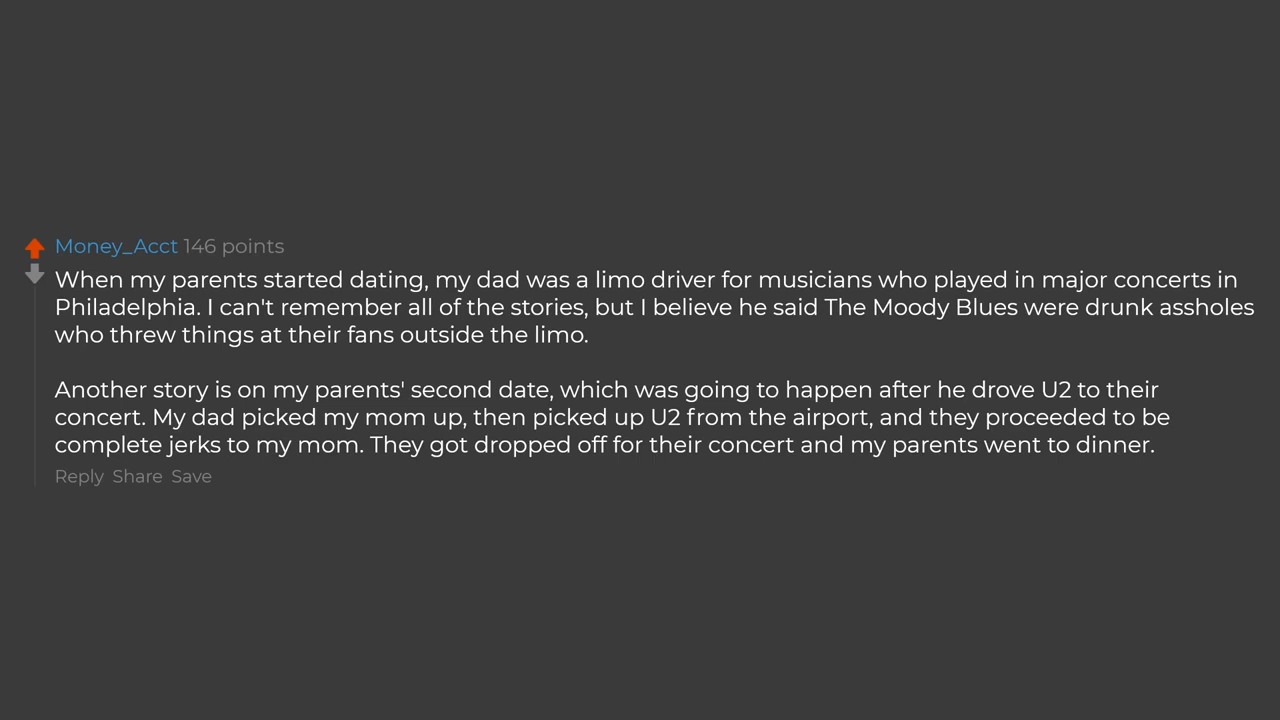 Money_Acct 146 points
When my parents started dating, my dad was a limo driver for musicians who played in major concerts in
Philadelphia. I can't remember all of the stories, but I believe he said The Moody Blues were drunk assholes
who threw things at their fans outside the limo.
Another story is on my parents' second date, which was going to happen after he drove U2 to their
concert. My dad picked my mom up, then picked up U2 from the airport, and they proceeded to be
complete jerks to my mom. They got dropped off for their concert and my parents went to dinner.
Reply Share Save